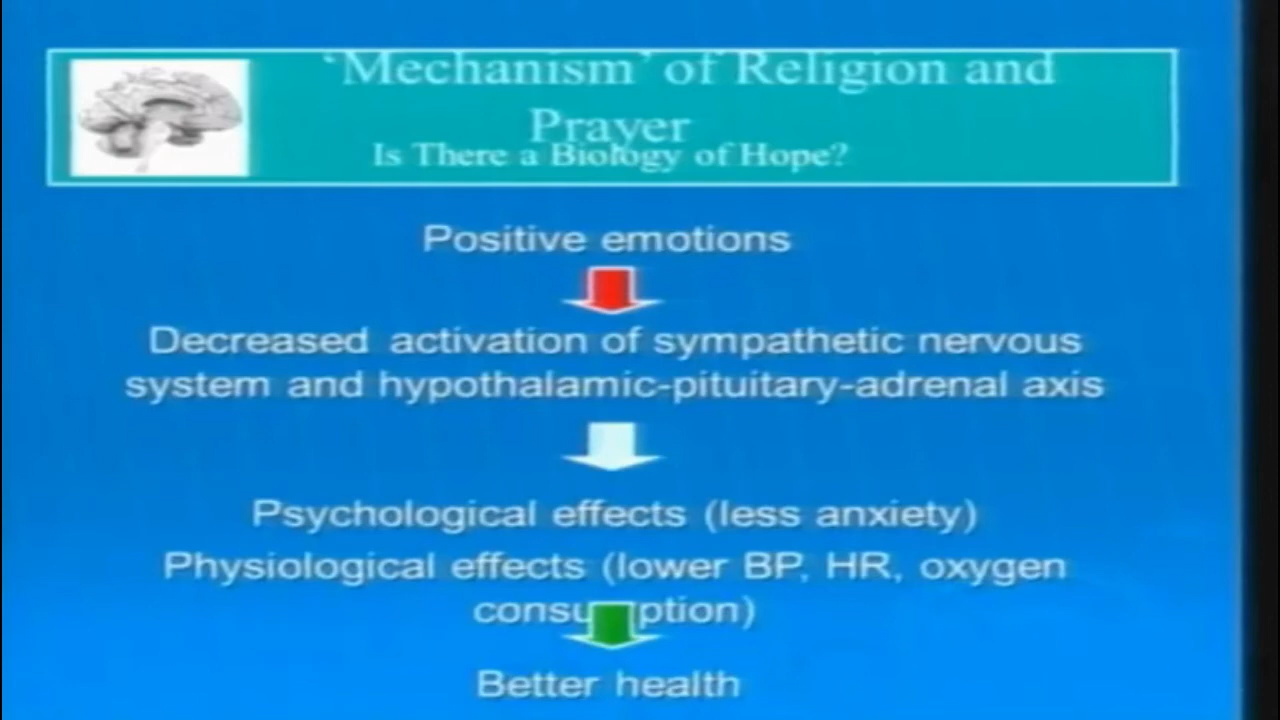 ‘Mechanism’ of Religion and
Prayer
Is There a Biology of Hope?
Positive emotions
Decreased activation of sympathetic nervous
system and hypothalamic-pituitary-adrenal axis
Psychological effects (less anxiety)
Physiological effects (lower BP, HR, oxygen
consumption)
Better health